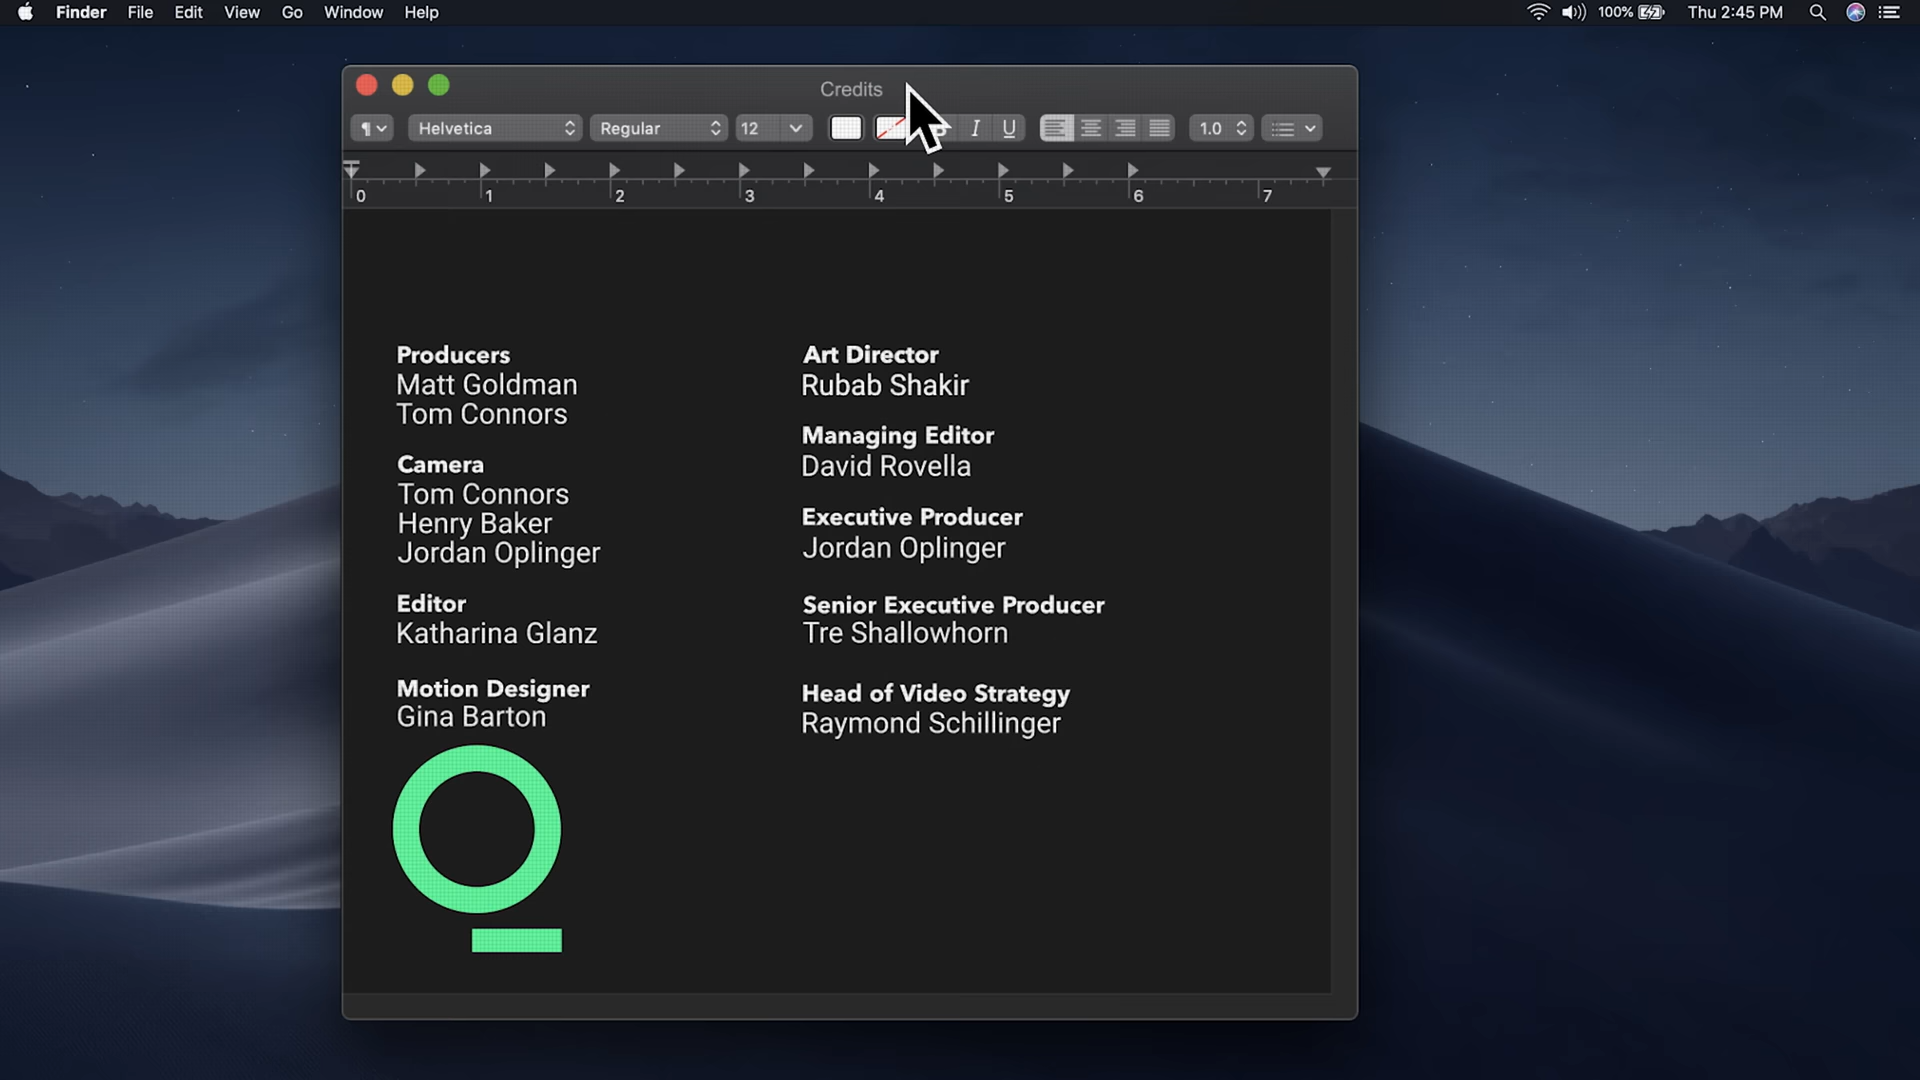 Finder File Edit View Go Window Help 100% Thu 2:45 PM
Credits
Helvetica Regular 12 I U 1.0
0 1 2 3 4 5 6 7
Producers
Matt Goldman
Tom Connors
Camera
Tom Connors
Henry Baker
Jordan Oplinger
Editor
Katharina Glanz
Motion Designer
Gina Barton
Art Director
Rubab Shakir
Managing Editor
David Rovella
Executive Producer
Jordan Oplinger
Senior Executive Producer
Tre Shallowhorn
Head of Video Strategy
Raymond Schillinger